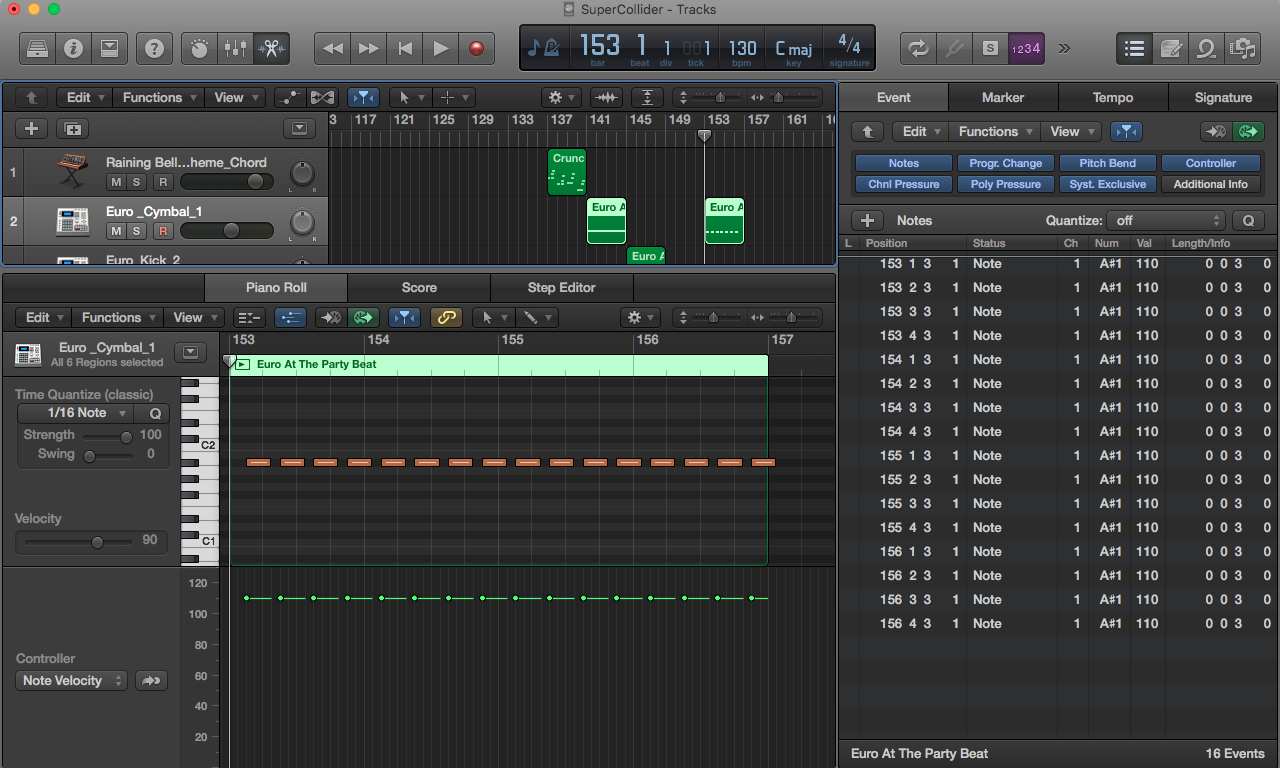 SuperCollider - Tracks
153 1 1 001 130 C maj 4/4
bar beat div tick bpm key signature
S 1234
Edit Functions View
3 117 121 125 129 133 137 141 145 149 153 157 161 16
1 Raining Bell...heme_Chord
M S R L R
Crunc
2 Euro _Cymbal_1
M S R L R
Euro A Euro A
Euro_Kick_2
Euro A
Event Marker Tempo Signature
Edit Functions View
Notes Progr. Change Pitch Bend Controller
Chnl Pressure Poly Pressure Syst. Exclusive Additional Info
Notes Quantize: off Q
L Position Status Ch Num Val Length/Info
153 1 3 1 Note 1 A#1 110 0 0 3 0
153 2 3 1 Note 1 A#1 110 0 0 3 0
153 3 3 1 Note 1 A#1 110 0 0 3 0
153 4 3 1 Note 1 A#1 110 0 0 3 0
154 1 3 1 Note 1 A#1 110 0 0 3 0
154 2 3 1 Note 1 A#1 110 0 0 3 0
154 3 3 1 Note 1 A#1 110 0 0 3 0
154 4 3 1 Note 1 A#1 110 0 0 3 0
155 1 3 1 Note 1 A#1 110 0 0 3 0
155 2 3 1 Note 1 A#1 110 0 0 3 0
155 3 3 1 Note 1 A#1 110 0 0 3 0
155 4 3 1 Note 1 A#1 110 0 0 3 0
156 1 3 1 Note 1 A#1 110 0 0 3 0
156 2 3 1 Note 1 A#1 110 0 0 3 0
156 3 3 1 Note 1 A#1 110 0 0 3 0
156 4 3 1 Note 1 A#1 110 0 0 3 0
Euro At The Party Beat 16 Events
Piano Roll Score Step Editor
Edit Functions View
153 154 155 156 157
Euro _Cymbal_1
All 6 Regions selected
Euro At The Party Beat
Time Quantize (classic)
1/16 Note Q
Strength 100
Swing 0
C2
Velocity
90
C1
120
100
80
60
40
20
Controller
Note Velocity